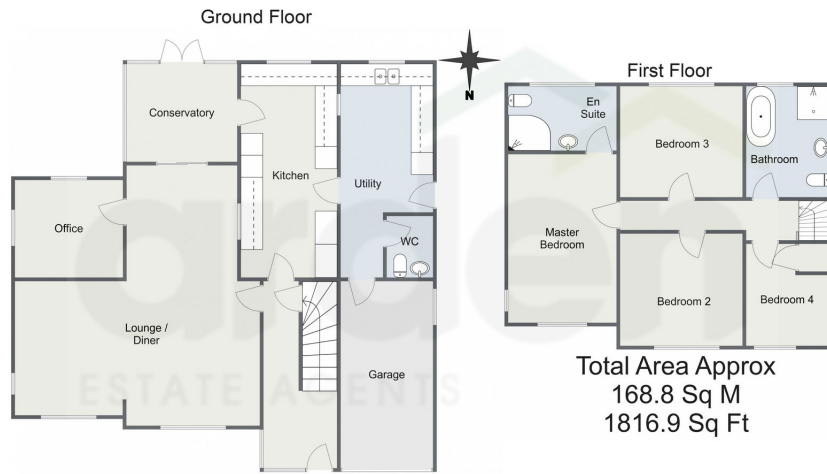 Ground Floor
N
Conservatory
Kitchen
Utility
Office
WC
Lounge /
Diner
Garage
First Floor
En
Suite
Bedroom 3
Bathroom
Master
Bedroom
Bedroom 2
Bedroom 4
Total Area Approx
168.8 Sq M
1816.9 Sq Ft
arden
ESTATE AGENTS